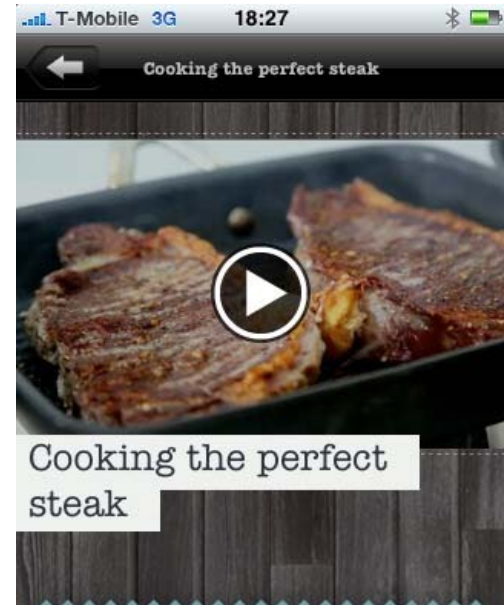 T-Mobile 3G 18:27
Cooking the perfect steak
Cooking the perfect
steak